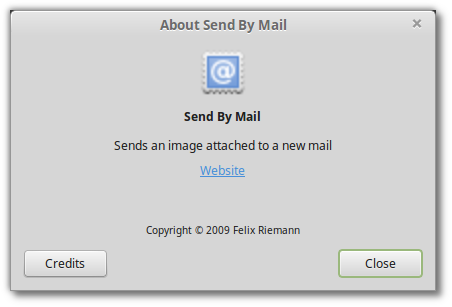 About Send By Mail
@
Send By Mail
Sends an image attached to a new mail
Website
Copyright © 2009 Felix Riemann
Credits
Close